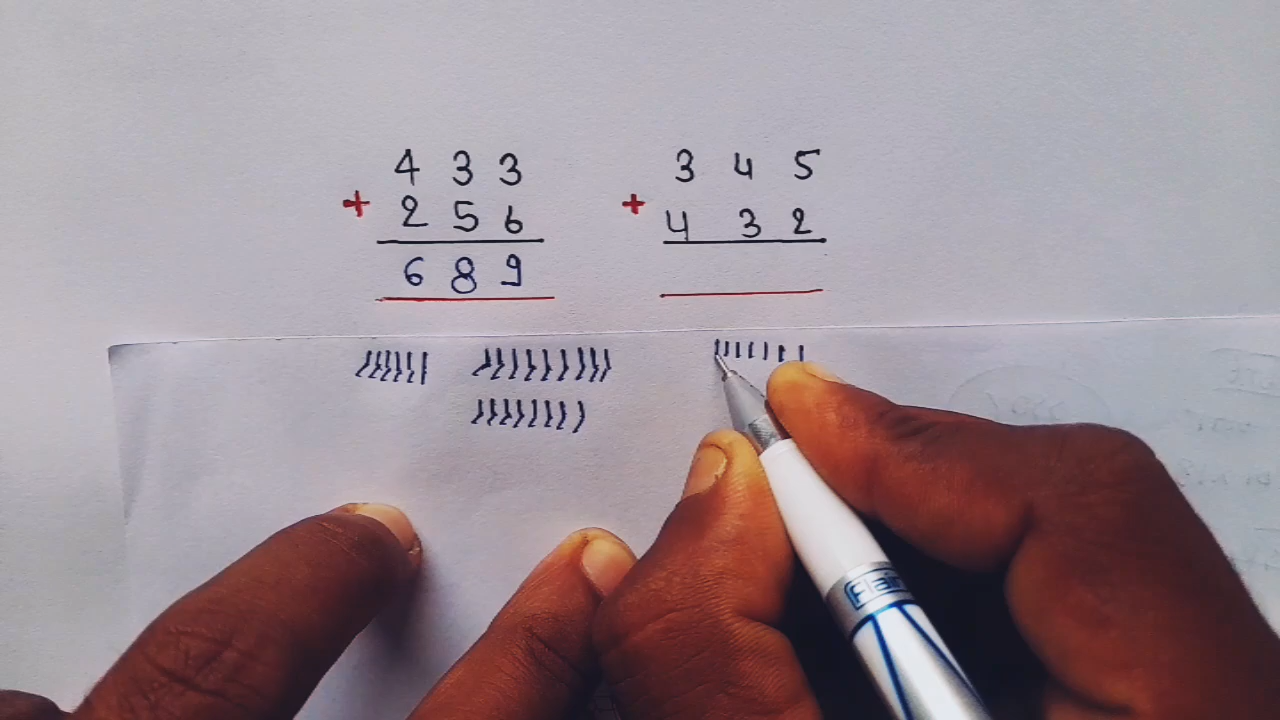 4 3 3
+ 2 5 6
6 8 9
3 4 5
+ 4 3 2